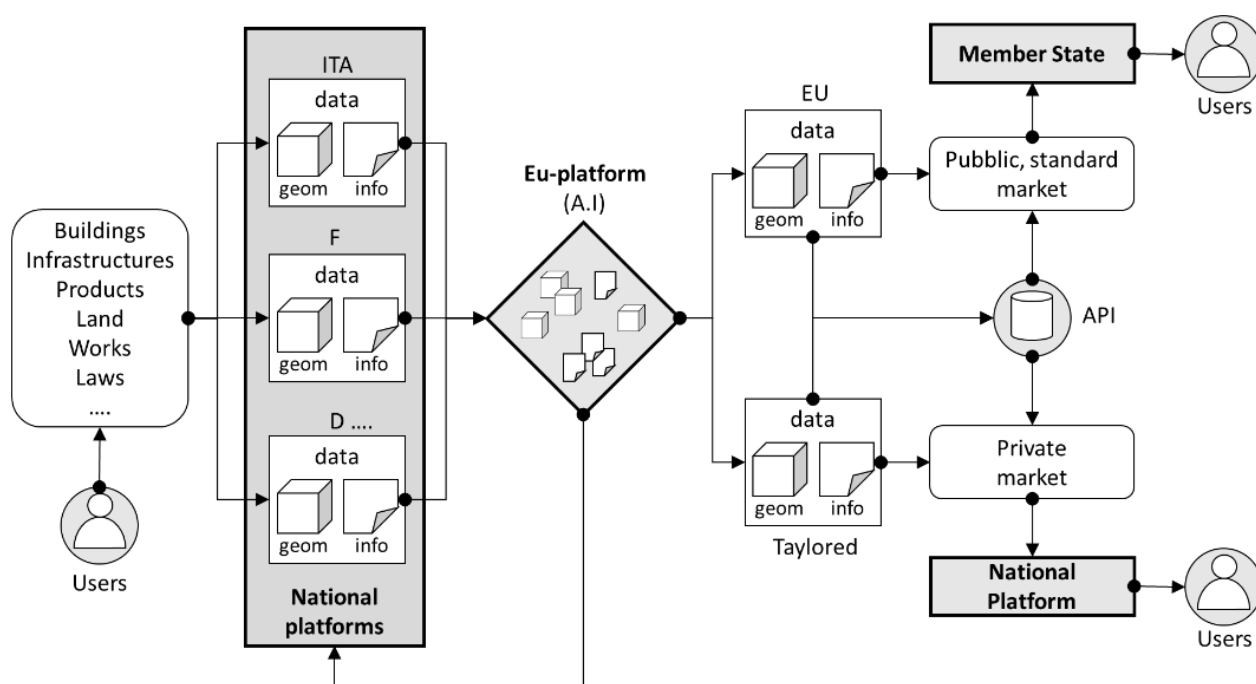 Buildings
Infrastructures
Products
Land
Works
Laws
....
Users
ITA
data
geom info
F
data
geom info
D ....
data
geom info
National
platforms
Eu-platform
(A.I)
EU
data
geom info
data
geom info
Taylored
Member State
Users
Pubblic, standard
market
API
Private
market
National
Platform
Users